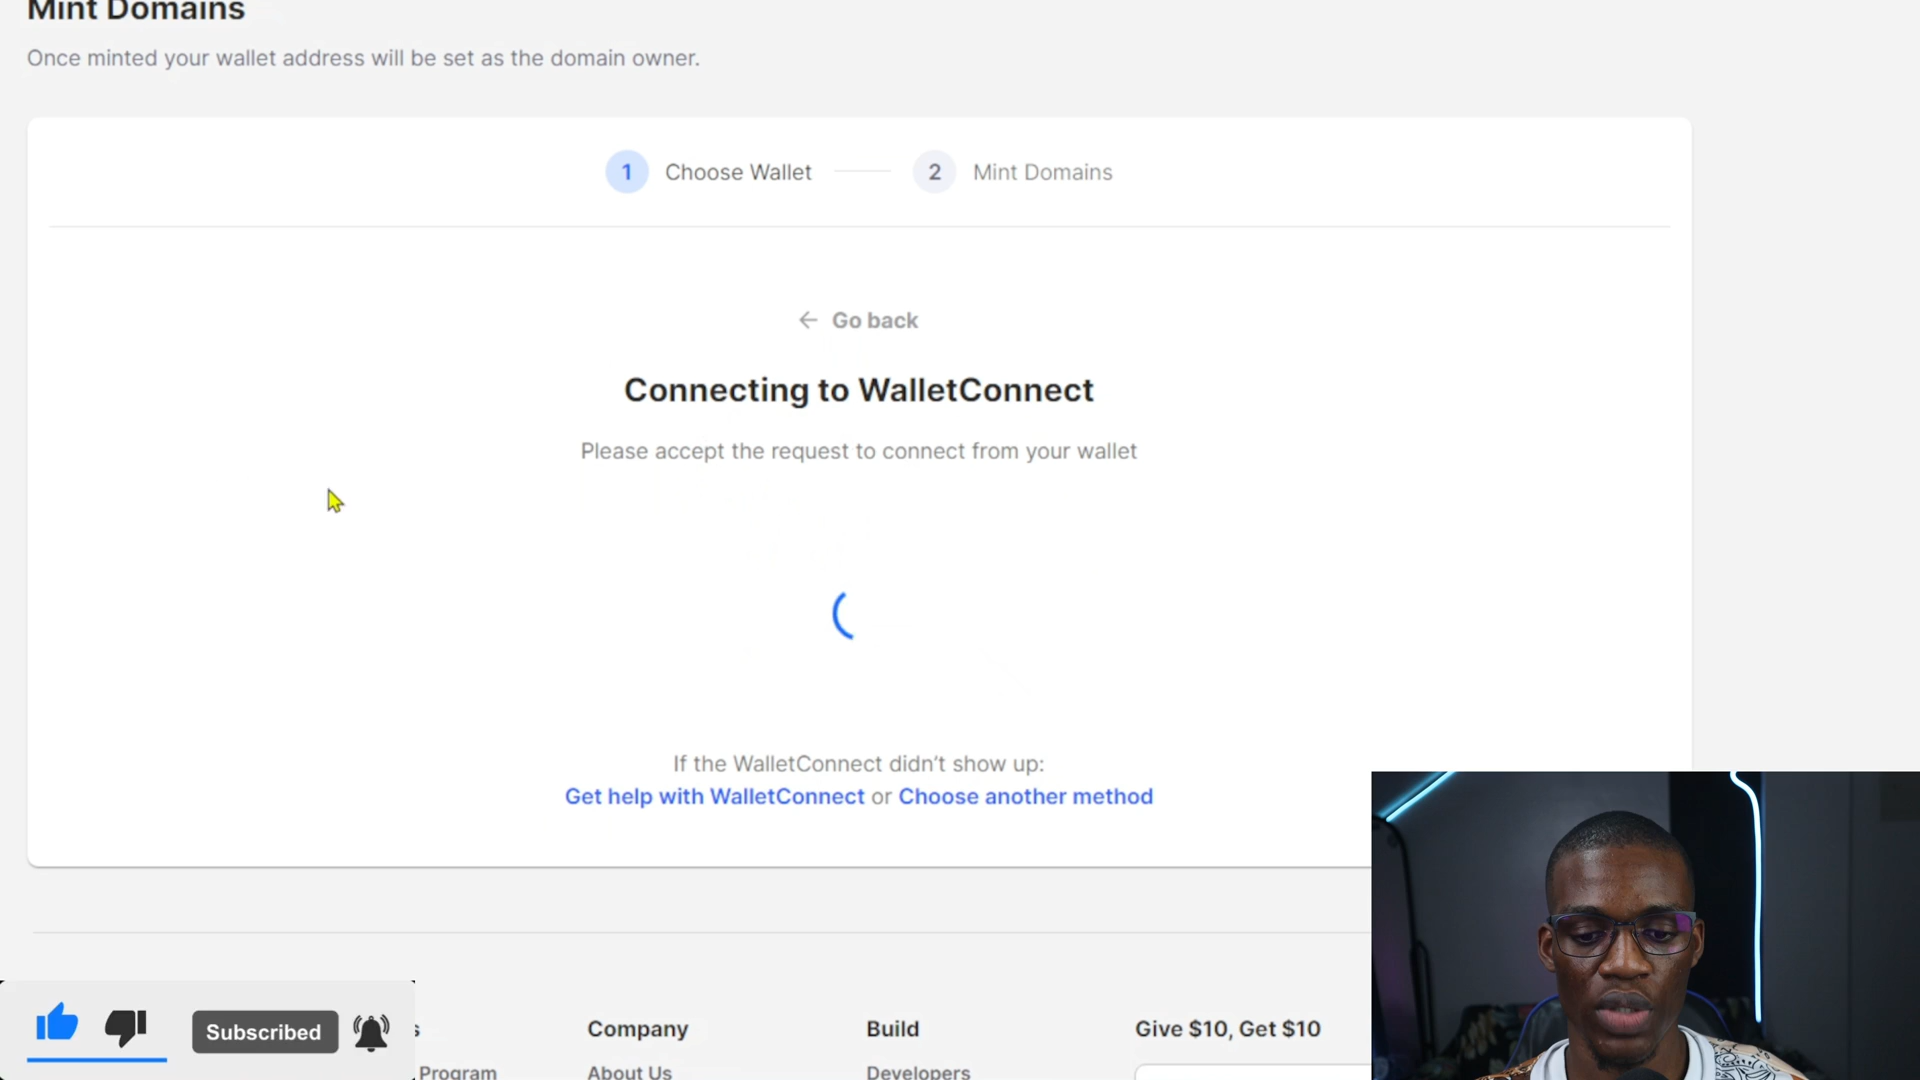 Mint Domains
Once minted your wallet address will be set as the domain owner.
1 Choose Wallet
2 Mint Domains
← Go back
Connecting to WalletConnect
Please accept the request to connect from your wallet
If the WalletConnect didn't show up:
Get help with WalletConnect or Choose another method
Subscribed
s
Company
Build
Give $10, Get $10
Program
About Us
Developers